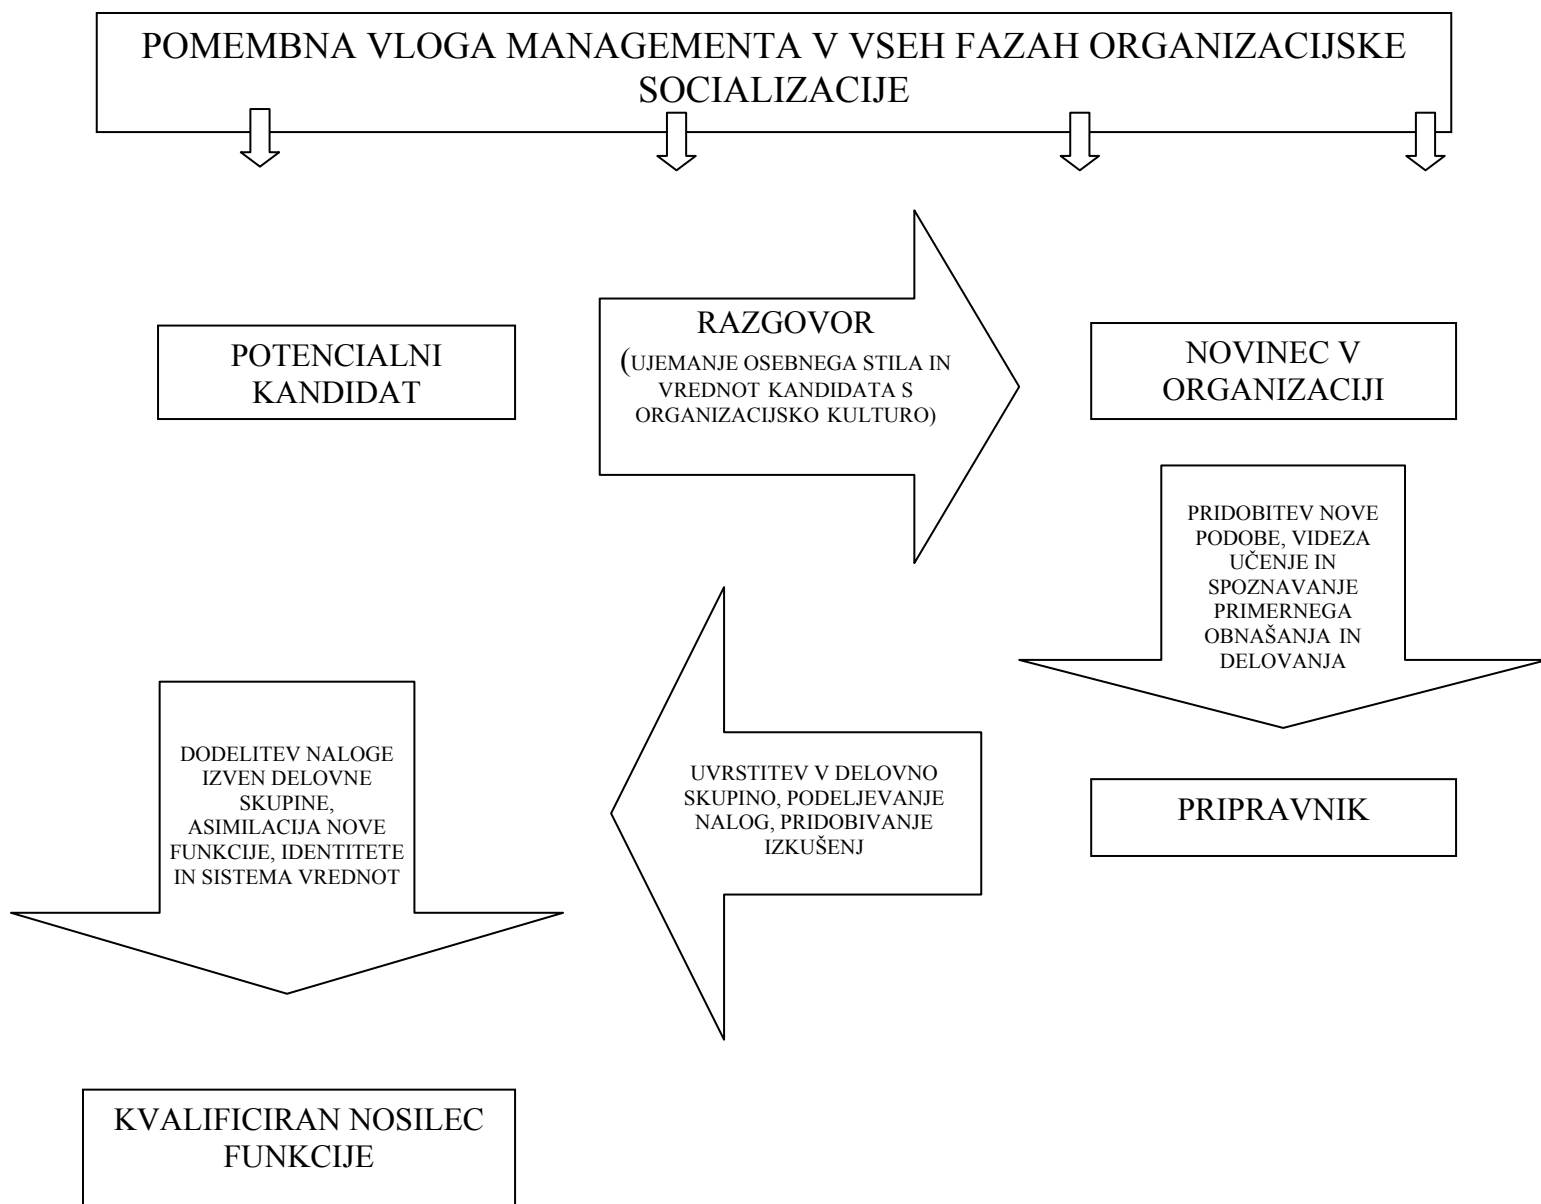 POMEMBNA VLOGA MANAGEMENTA V VSEH FAZAH ORGANIZACIJSKE
SOCIALIZACIJE
POTENCIALNI
KANDIDAT
RAZGOVOR
(UJEMANJE OSEBNEGA STILA IN
VREDNOT KANDIDATA S
ORGANIZACIJSKO KULTURO)
NOVINEC V
ORGANIZACIJI
PRIDOBITEV NOVE
PODOBE, VIDEZA
UČENJE IN
SPOZNAVANJE
PRIMERNEGA
OBNAŠANJA IN
DELOVANJA
PRIPRAVNIK
UVRSTITEV V DELOVNO
SKUPINO, PODELJEVANJE
NALOG, PRIDOBIVANJE
IZKUŠENJ
DODELITEV NALOGE
IZVEN DELOVNE
SKUPINE,
ASIMILACIJA NOVE
FUNKCIJE, IDENTITETE
IN SISTEMA VREDNOT
KVALIFICIRAN NOSILEC
FUNKCIJE